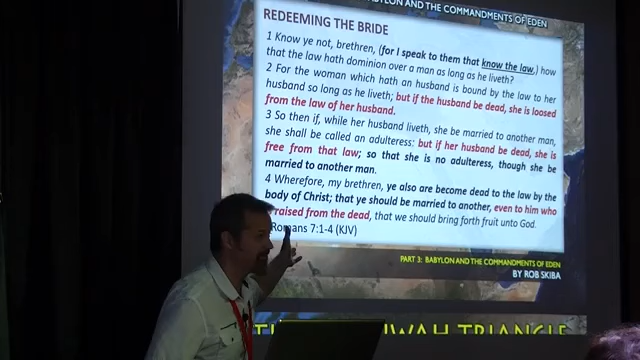 BABYLON AND THE COMMANDMENTS OF EDEN
REDEEMING THE BRIDE
1 Know ye not, brethren, (for I speak to them that know the law,) how
that the law hath dominion over a man as long as he liveth?
2 For the woman which hath an husband is bound by the law to her
husband so long as he liveth; but if the husband be dead, she is loosed
from the law of her husband.
3 So then if, while her husband liveth, she be married to another man,
she shall be called an adulteress: but if her husband be dead, she is
free from that law; so that she is no adulteress, though she be
married to another man.
4 Wherefore, my brethren, ye also are become dead to the law by the
body of Christ; that ye should be married to another, even to him who
raised from the dead, that we should bring forth fruit unto God.
Romans 7:1-4 (KJV)
PART 3: BABYLON AND THE COMMANDMENTS OF EDEN
BY ROB SKIBA
TRIANGLE